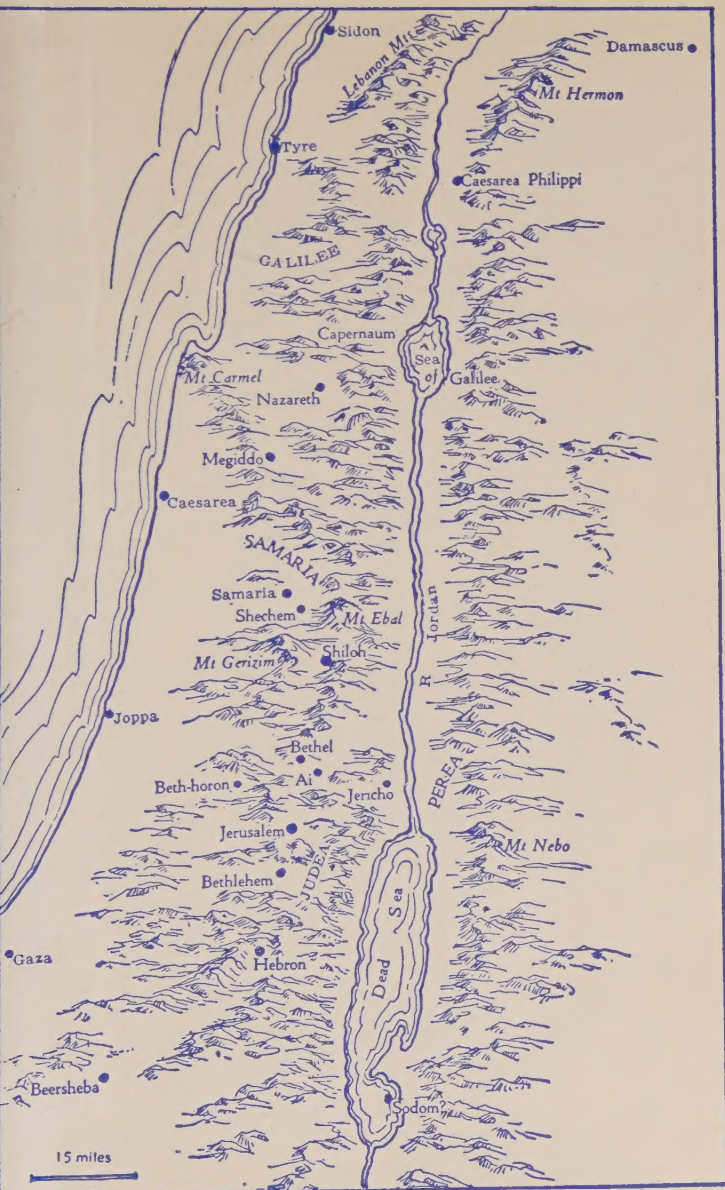 Sidon
Lebanon Mts
Damascus
Mt Hermon
Tyre
Caesarea Philippi
GALILEE
Capernaum
Sea
of Galilee
Mt Carmel
Nazareth
Megiddo
Caesarea
SAMARIA
Samaria
Shechem
Mt Ebal
R Jordan
Mt Gerizim
Shiloh
Joppa
Bethel
Ai
Beth-horon
Jericho
PEREA
Jerusalem
Mt Nebo
JUDEA
Bethlehem
Dead Sea
Gaza
Hebron
Beersheba
Sodom?
15 miles